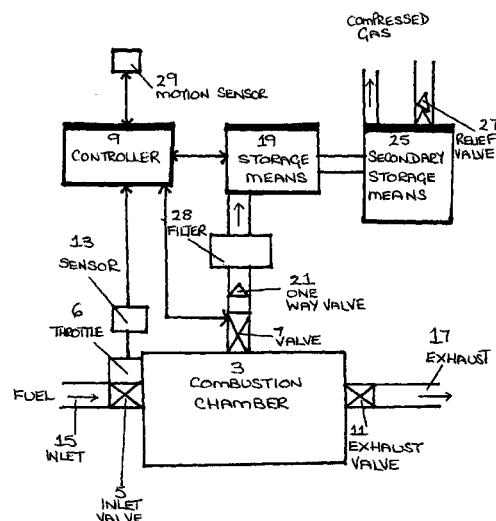 COMPRESSED
GAS
29
MOTION SENSOR
9
CONTROLLER
19
STORAGE
MEANS
25
SECONDARY
STORAGE
MEANS
27
RELIEF
VALVE
28
FILTER
13
SENSOR
6
THROTTLE
21
ONE
WAY VALVE
7
VALVE
3
COMBUSTION
CHAMBER
17
EXHAUST
FUEL
15
INLET
5
INLET
VALVE
11
EXHAUST
VALVE